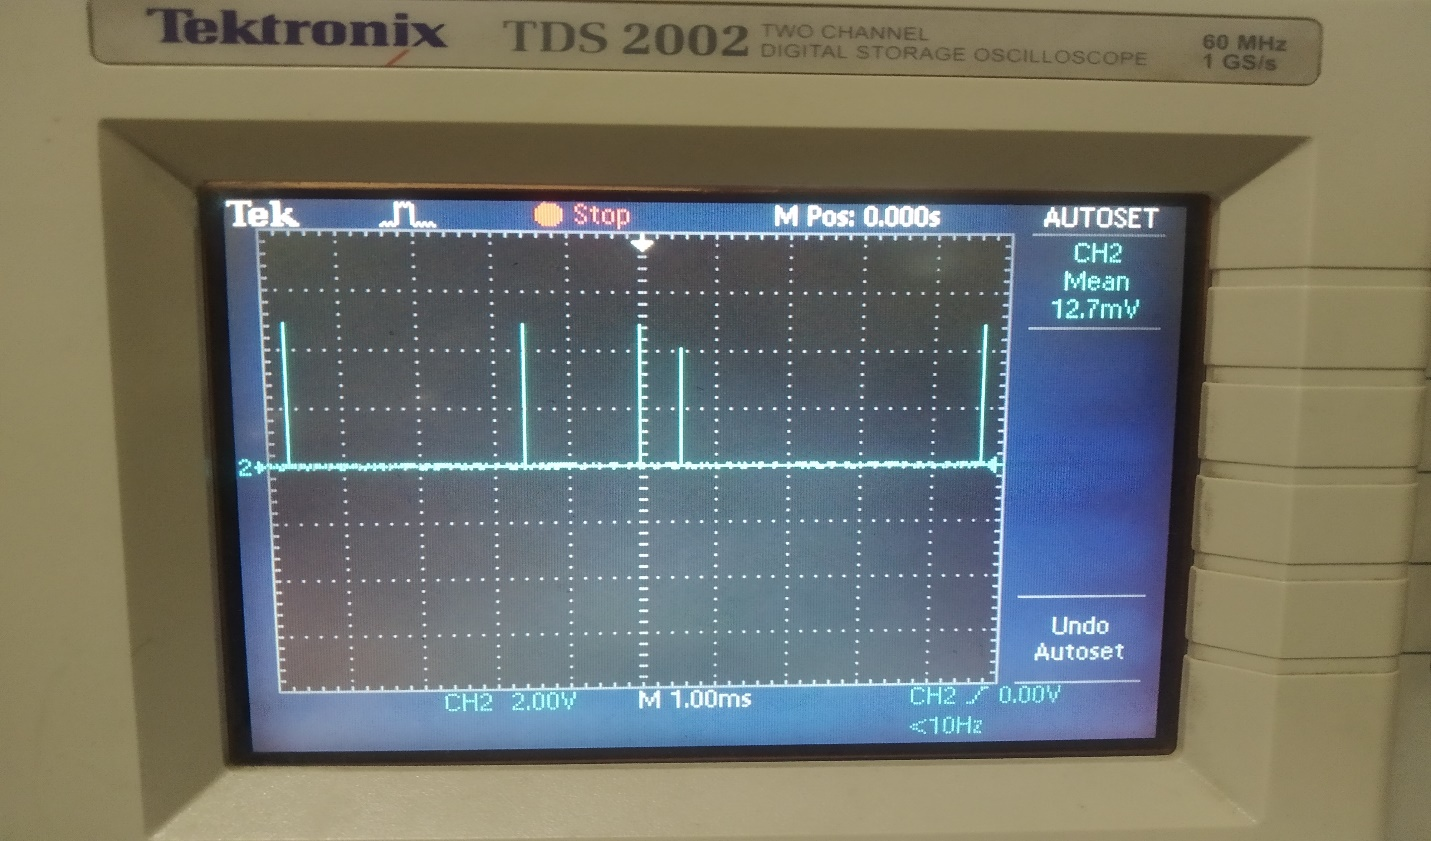 Tektronix TDS 2002 TWO CHANNEL
DIGITAL STORAGE OSCILLOSCOPE
60 MHz
1 GS/s
Tek Stop M Pos: 0.000s AUTOSET
CH2
Mean
12.7mV
2
Undo
Autoset
CH2 2.00V M 1.00ms CH2 0.00V
<10Hz